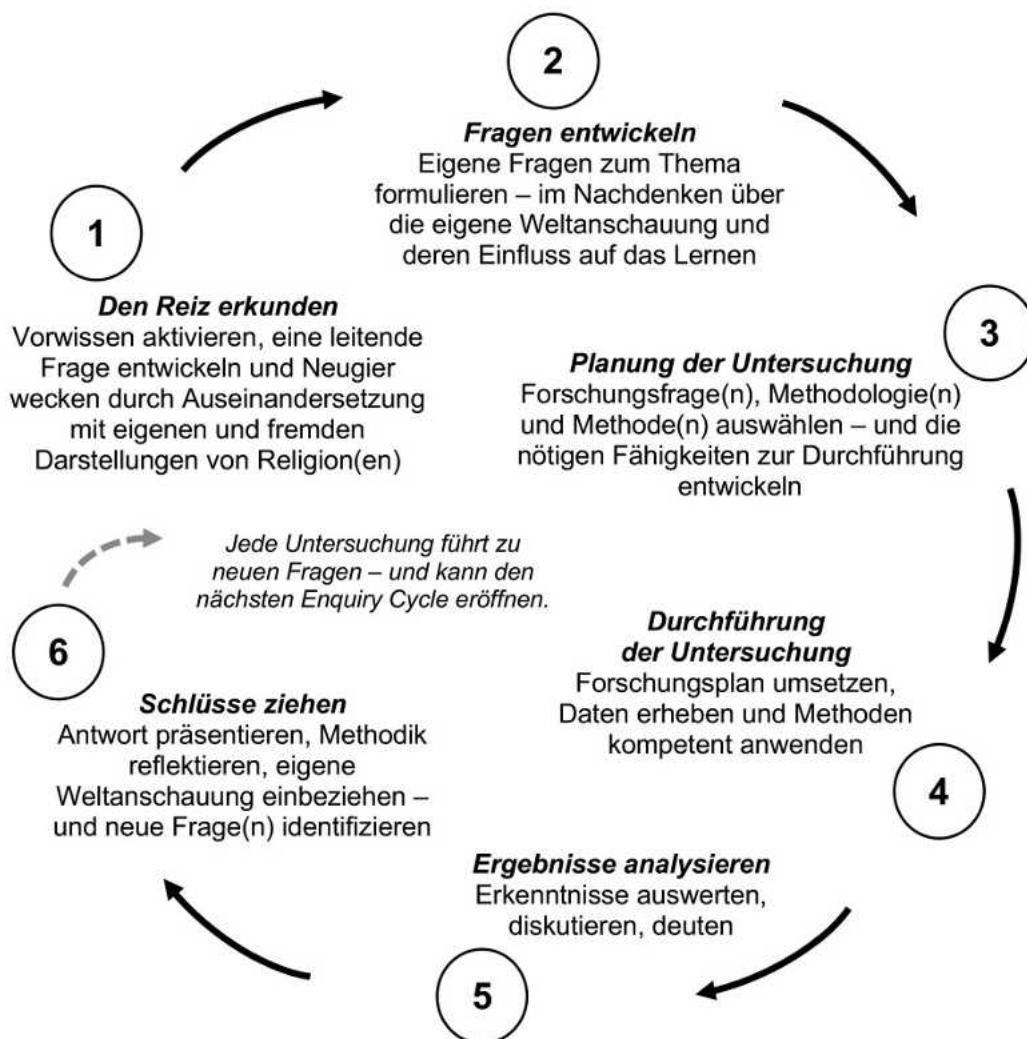 1
Den Reiz erkunden
Vorwissen aktivieren, eine leitende
Frage entwickeln und Neugier
wecken durch Auseinandersetzung
mit eigenen und fremden
Darstellungen von Religion(en)
2
Fragen entwickeln
Eigene Fragen zum Thema
formulieren – im Nachdenken über
die eigene Weltanschauung und
deren Einfluss auf das Lernen
3
Planung der Untersuchung
Forschungsfrage(n), Methodologie(n)
und Methode(n) auswählen – und die
nötigen Fähigkeiten zur Durchführung
entwickeln
Durchführung
der Untersuchung
Forschungsplan umsetzen,
Daten erheben und Methoden
kompetent anwenden
4
Ergebnisse analysieren
Erkenntnisse auswerten,
diskutieren, deuten
5
6
Schlüsse ziehen
Antwort präsentieren, Methodik
reflektieren, eigene
Weltanschauung einbeziehen –
und neue Frage(n) identifizieren
Jede Untersuchung führt zu
neuen Fragen – und kann den
nächsten Enquiry Cycle eröffnen.